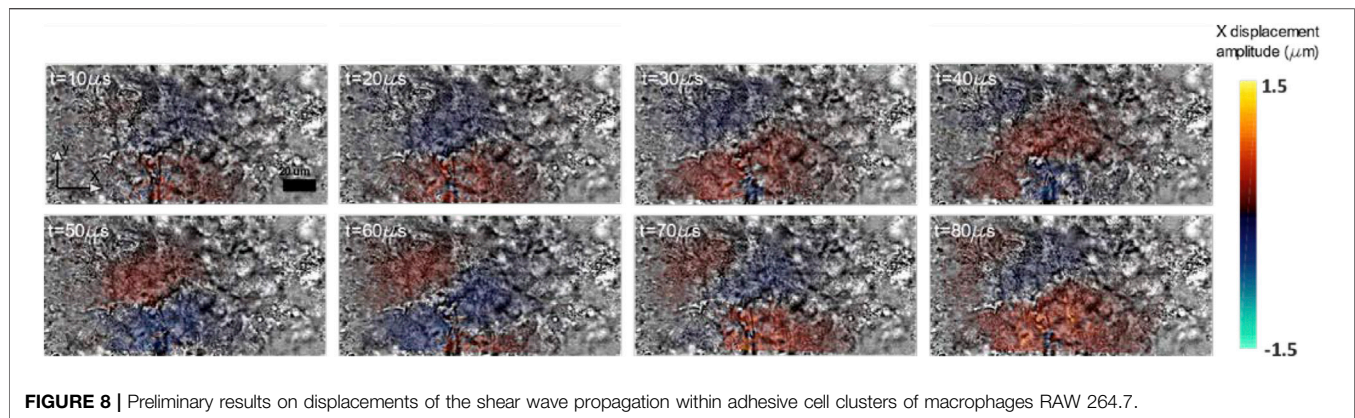 X displacement
amplitude (μm)
t=10μs
t=20μs
t=30μs
t=40μs
1.5
y
X
20 um
t=50μs
t=60μs
t=70μs
t=80μs
-1.5
FIGURE 8 | Preliminary results on displacements of the shear wave propagation within adhesive cell clusters of macrophages RAW 264.7.